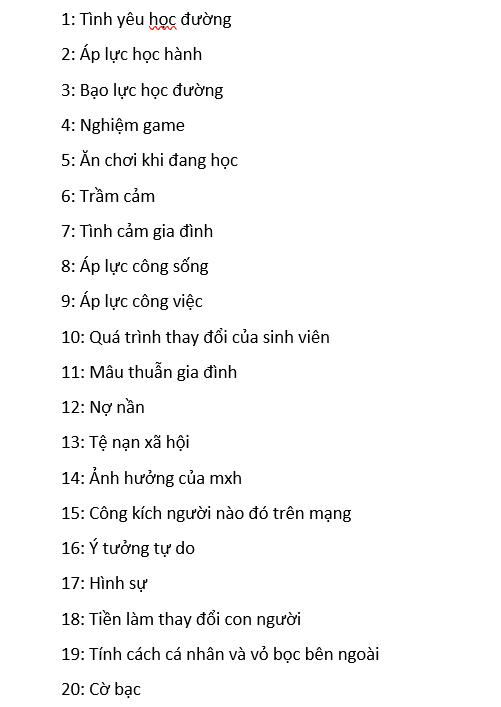 1: Tình yêu học đường
2: Áp lực học hành
3: Bạo lực học đường
4: Nghiệm game
5: Ăn chơi khi đang học
6: Trầm cảm
7: Tình cảm gia đình
8: Áp lực công sống
9: Áp lực công việc
10: Quá trình thay đổi của sinh viên
11: Mâu thuẫn gia đình
12: Nợ nần
13: Tệ nạn xã hội
14: Ảnh hưởng của mxh
15: Công kích người nào đó trên mạng
16: Ý tưởng tự do
17: Hình sự
18: Tiền làm thay đổi con người
19: Tính cách cá nhân và vỏ bọc bên ngoài
20: Cờ bạc